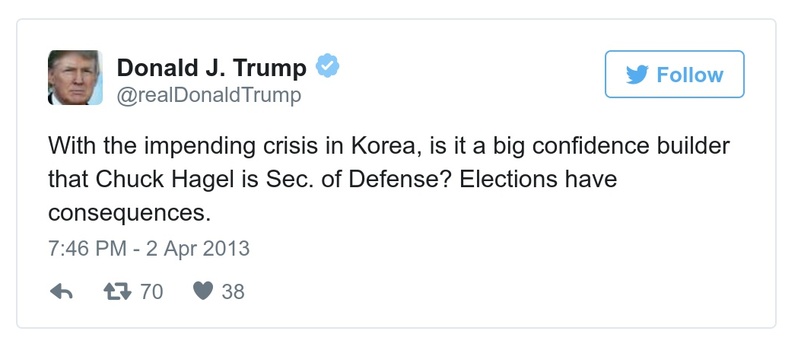 Donald J. Trump
@realDonaldTrump
Follow
With the impending crisis in Korea, is it a big confidence builder
that Chuck Hagel is Sec. of Defense? Elections have
consequences.
7:46 PM - 2 Apr 2013
70 38